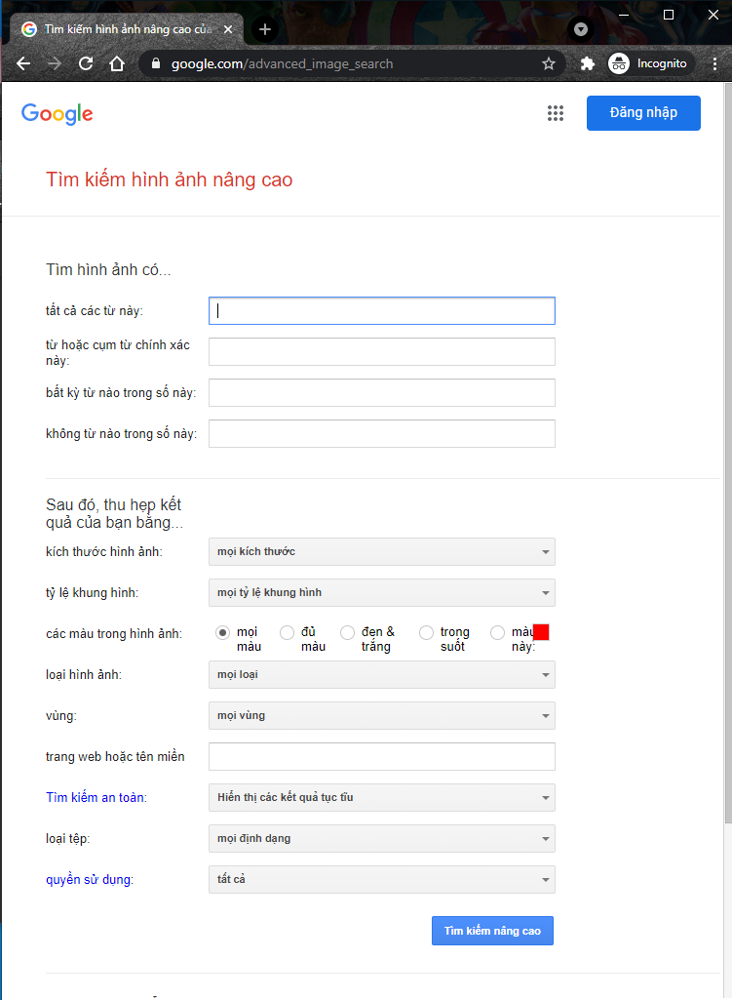 Tìm kiếm hình ảnh nâng cao củ
google.com/advanced_image_search
Incognito
Google
Đăng nhập
Tìm kiếm hình ảnh nâng cao
Tìm hình ảnh có...
tất cả các từ này:
từ hoặc cụm từ chính xác
này:
bất kỳ từ nào trong số này:
không từ nào trong số này:
Sau đó, thu hẹp kết
quả của bạn bằng...
kích thước hình ảnh:
mọi kích thước
tỷ lệ khung hình:
mọi tỷ lệ khung hình
các màu trong hình ảnh:
mọi
màu
đủ
màu
đen &
trắng
trong
suốt
màu
này:
loại hình ảnh:
mọi loại
vùng:
mọi vùng
trang web hoặc tên miền
Tìm kiếm an toàn:
Hiển thị các kết quả tục tĩu
loại tệp:
mọi định dạng
quyền sử dụng:
tất cả
Tìm kiếm nâng cao